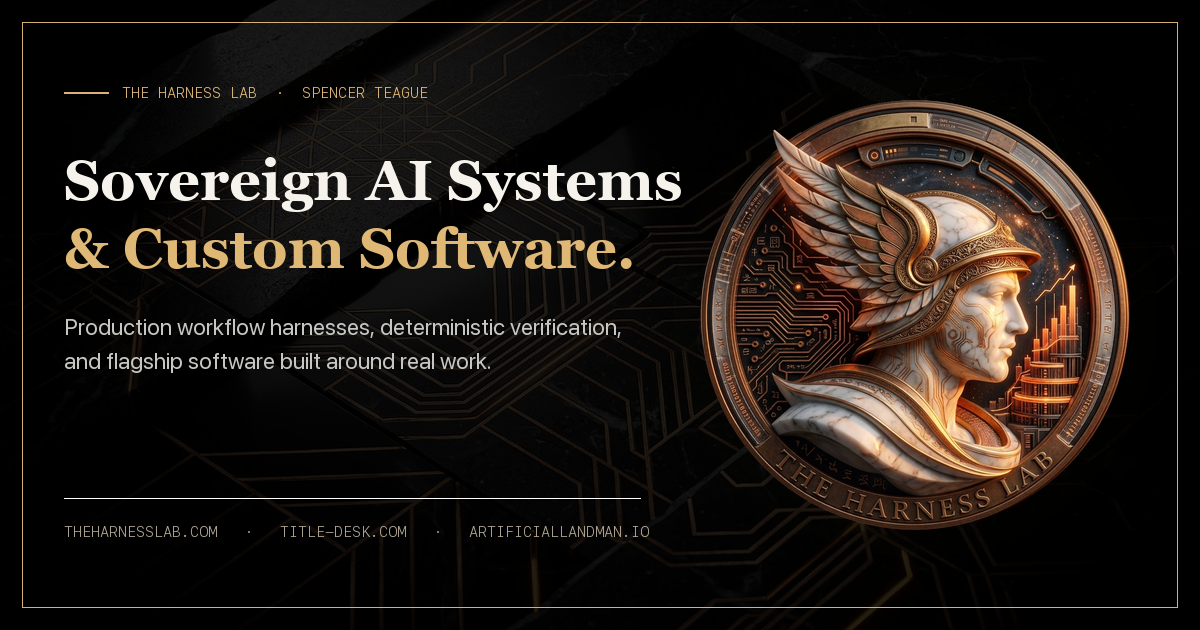 THE HARNESS LAB · SPENCER TEAGUE
Sovereign AI Systems
& Custom Software.
Production workflow harnesses, deterministic verification,
and flagship software built around real work.
THEHARNESSLAB.COM · TITLE-DESK.COM · ARTIFICIALLANDMAN.IO
THE HARNESS LAB